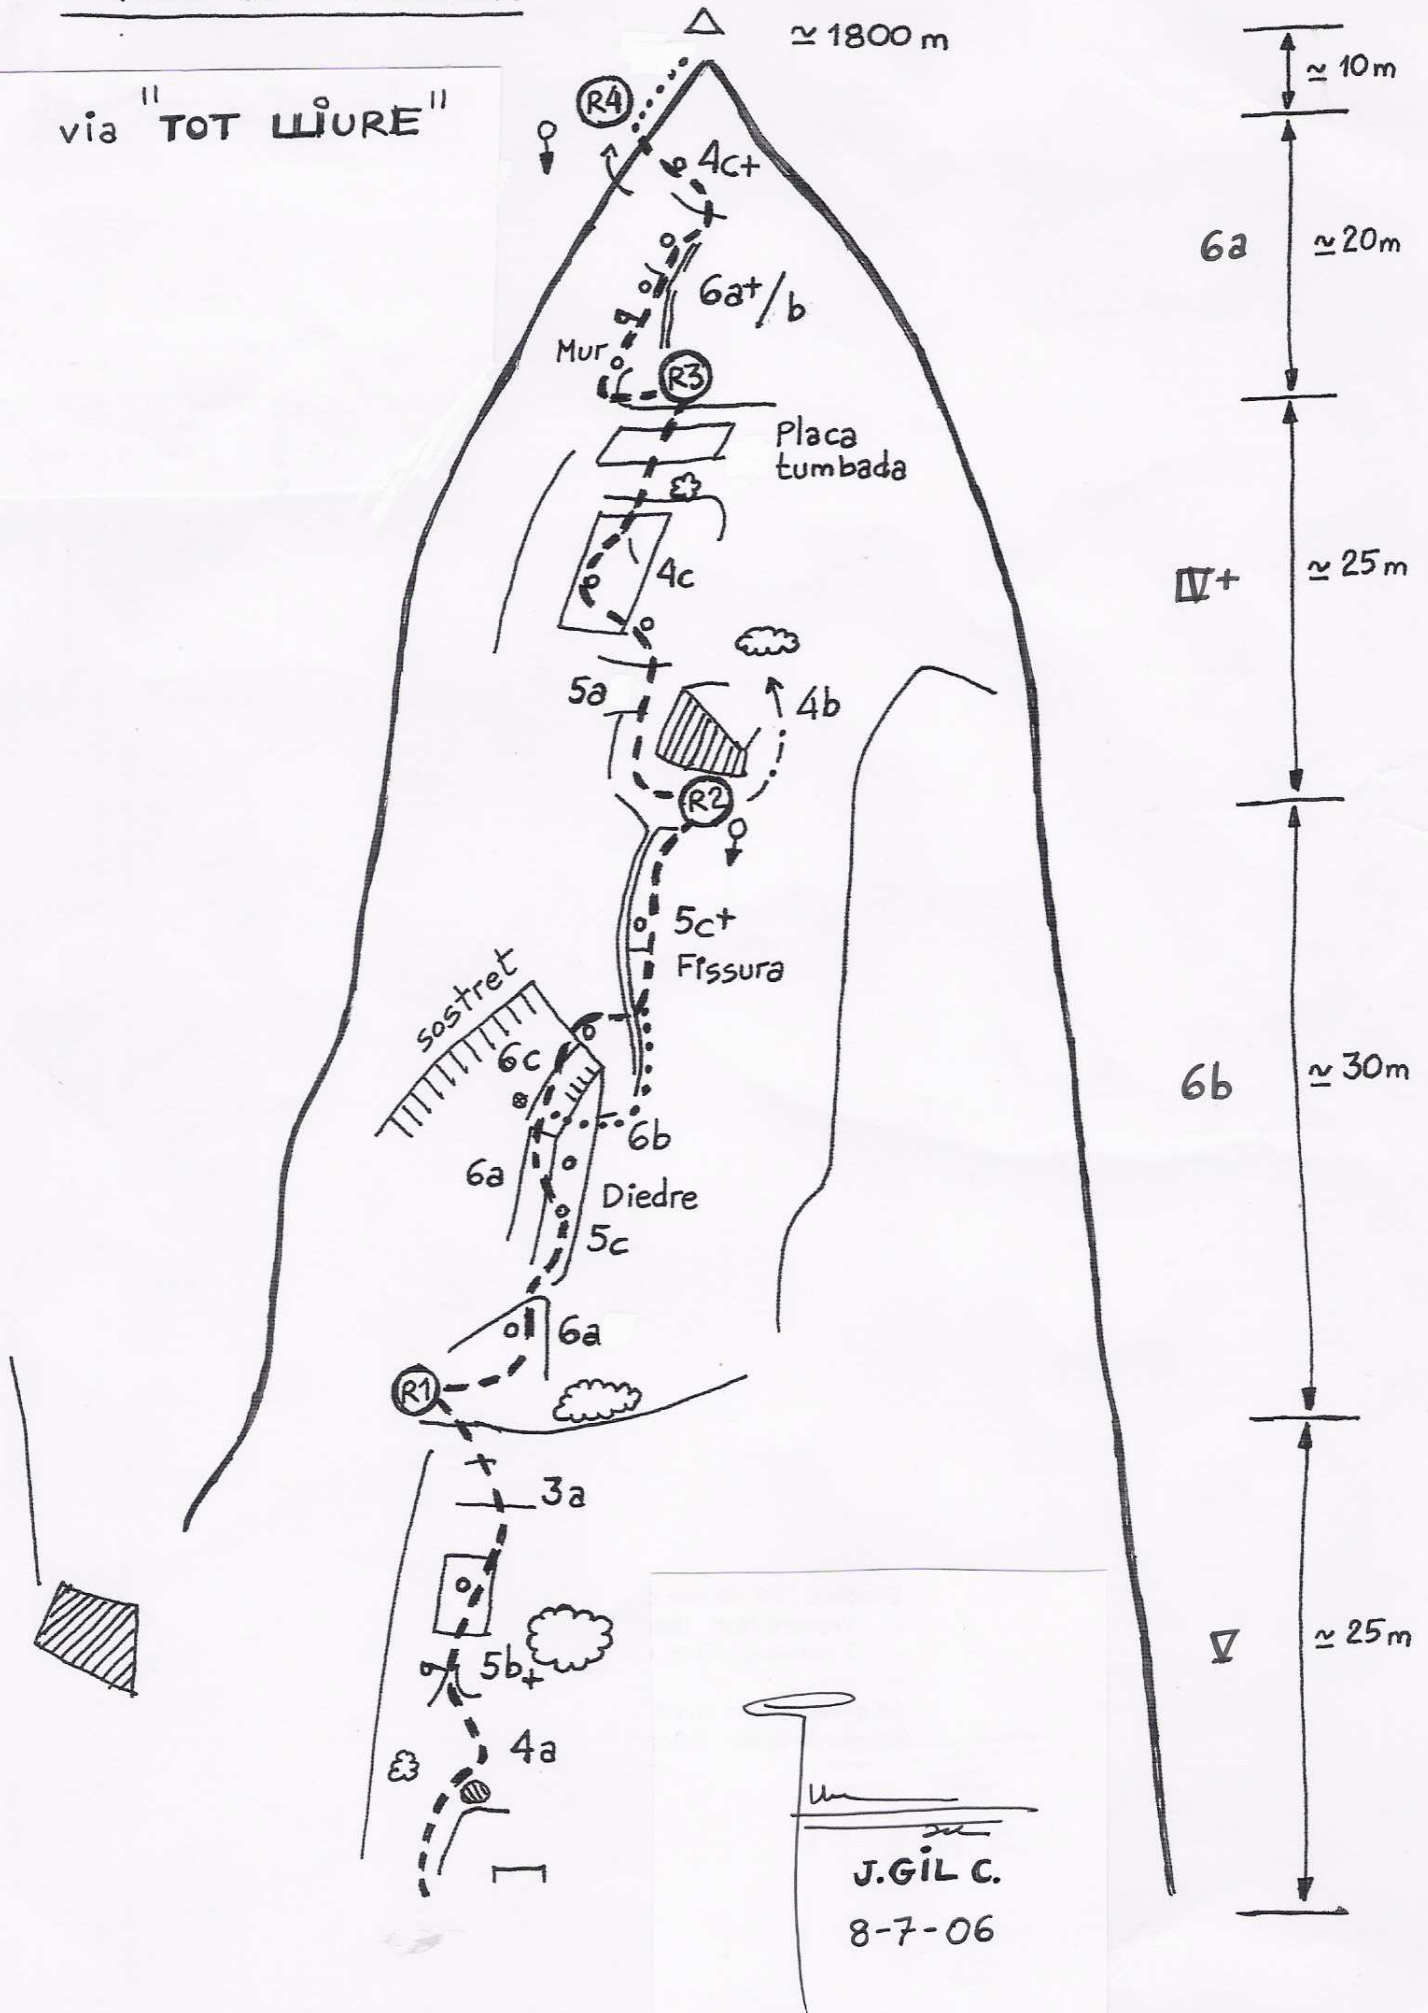 ≃ 1800 m
≃ 10m
via "TOT LLiURE"
R4
4c+
6a
≃ 20m
6a+/b
Mur
R3
Placa
tumbada
4c
IV+
≃ 25m
5a
4b
R2
5c+
Fissura
sostret
6c
6b
≃ 30m
6b
6a
Diedre
5c
6a
R1
3a
5b+
V
≃ 25m
4a
J.GiL C.
8-7-06